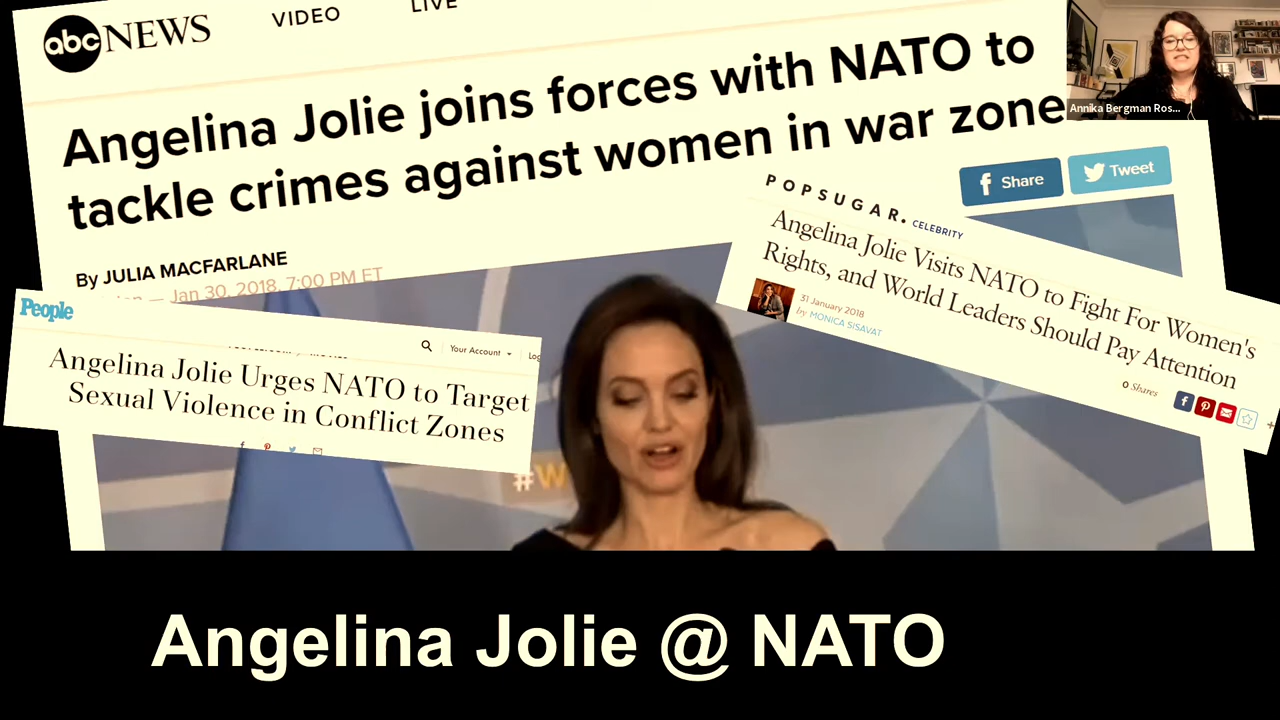 abc NEWS
VIDEO
LIVE
Angelina Jolie joins forces with NATO to
tackle crimes against women in war zone
By JULIA MACFARLANE
— Jan 30, 2018, 7:00 PM ET
Share
Tweet
Annika Bergman Ros...
POPSUGAR. CELEBRITY
Angelina Jolie Visits NATO to Fight For Women's
Rights, and World Leaders Should Pay Attention
31 January 2018
by MONICA SISAVAT
0 Shares
People
Your Account
Log
Angelina Jolie Urges NATO to Target
Sexual Violence in Conflict Zones
#W
Angelina Jolie @ NATO